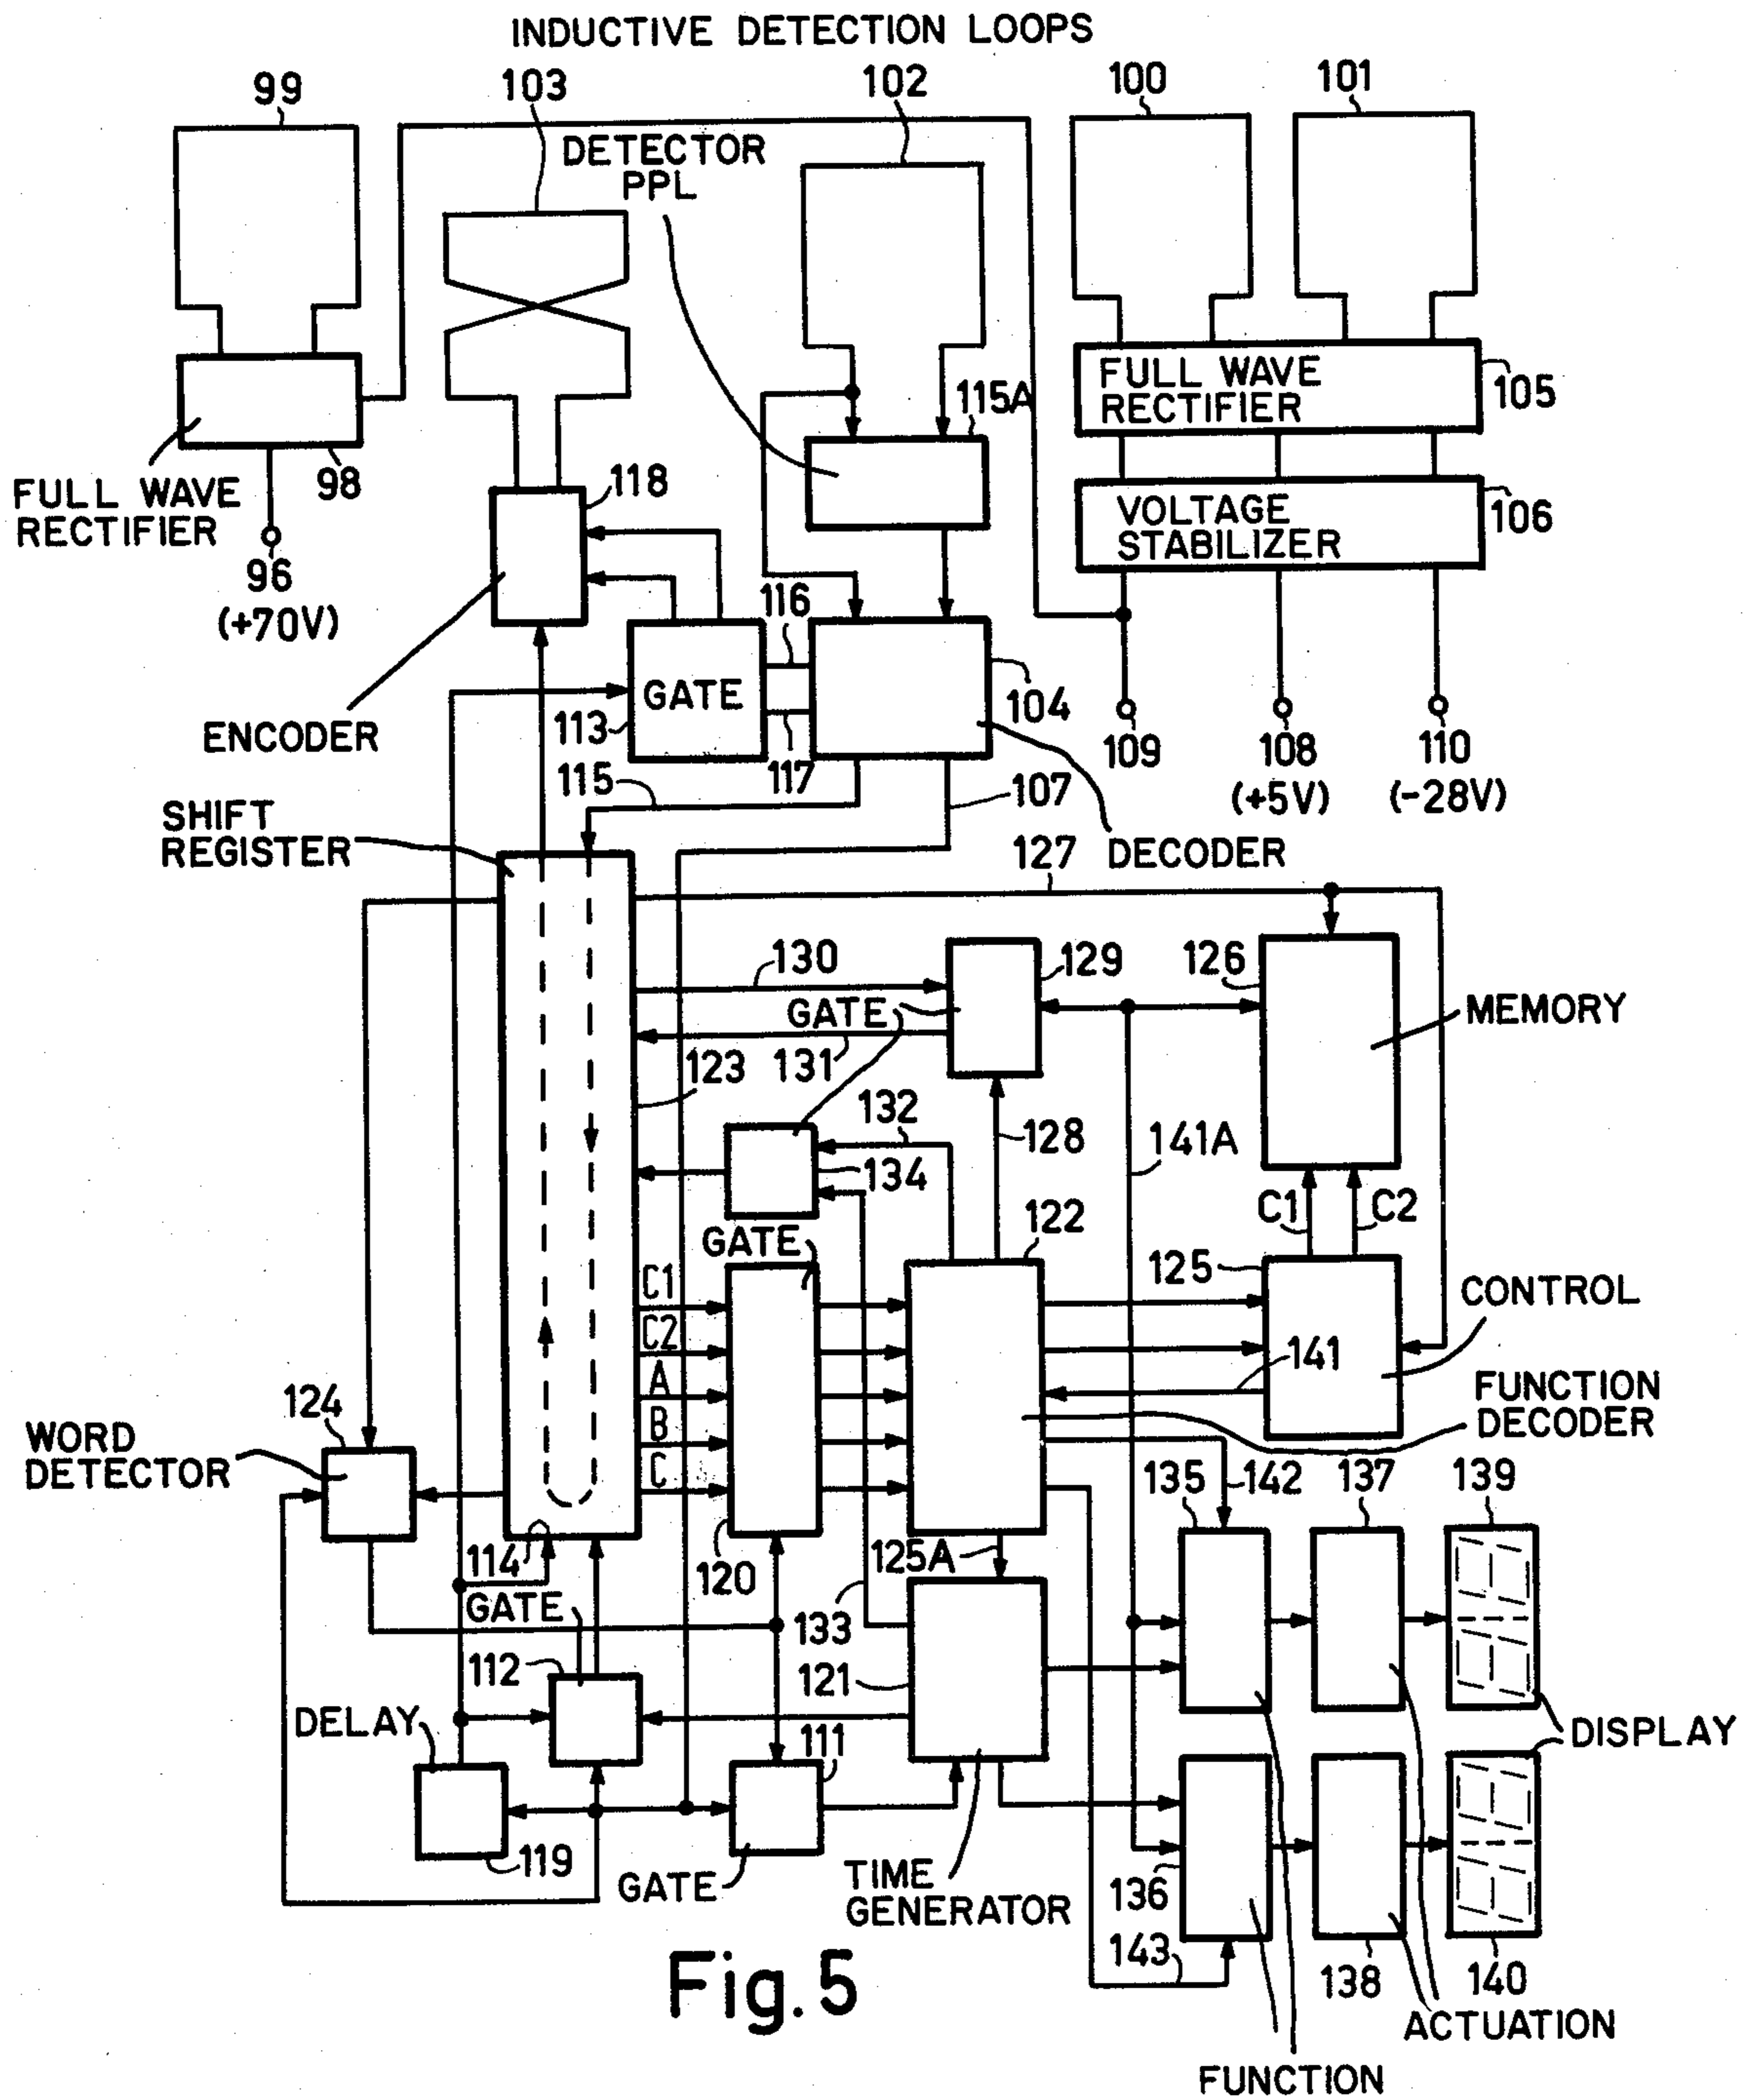 INDUCTIVE DETECTION LOOPS
99
103
102
100
101
DETECTOR
PPL
115A
FULL WAVE
RECTIFIER
105
98
FULL WAVE
RECTIFIER
118
VOLTAGE
STABILIZER
106
96
(+70V)
116
GATE
104
113
117
ENCODER
109
108
(+5V)
110
(-28V)
115
107
SHIFT
REGISTER
DECODER
127
130
129
126
GATE
MEMORY
131
123
132
128
141A
134
C1
C2
122
GATE
125
C1
CONTROL
C2
A
141
124
B
FUNCTION
DECODER
WORD
DETECTOR
C
135
142
137
139
114
120
125A
GATE
133
112
121
DELAY
111
DISPLAY
119
GATE
TIME
GENERATOR
136
143
138
140
Fig. 5
ACTUATION
FUNCTION